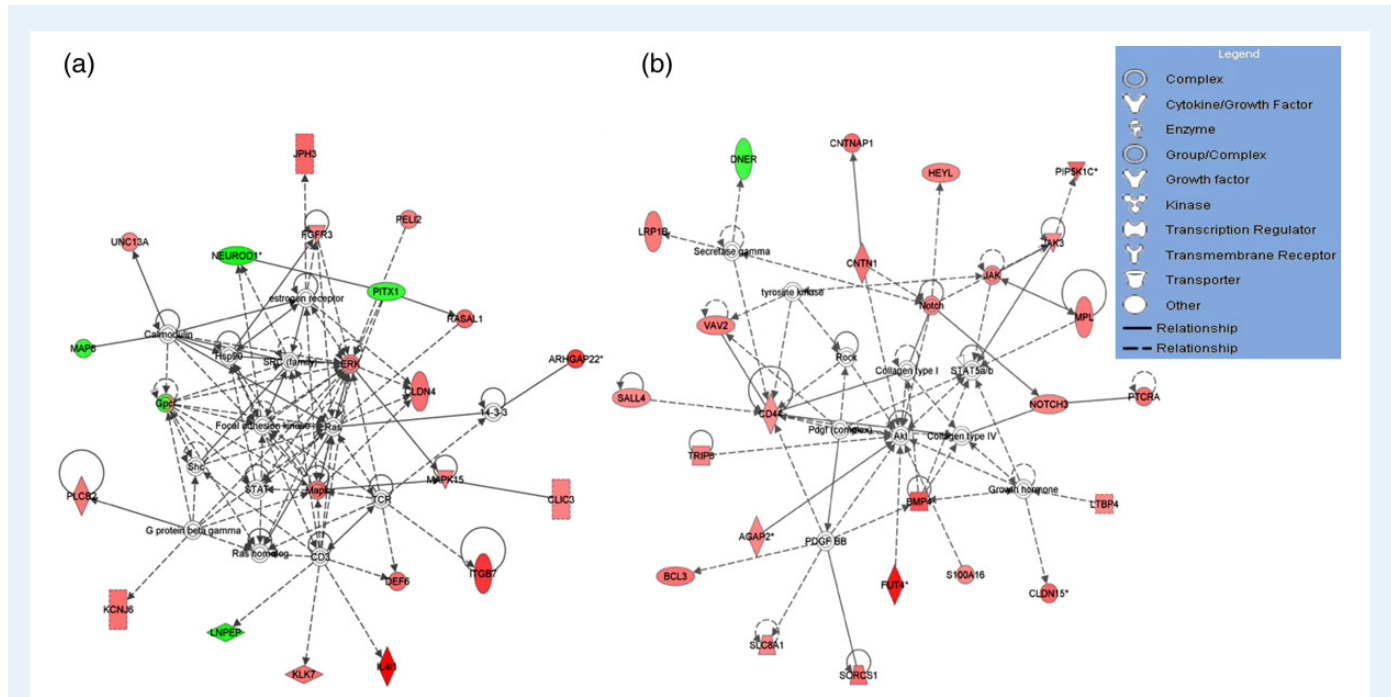 (a)
JPH3
PELI2
UNC13A
FGFR3
NEUROD1*
PITX1
estrogen receptor
RASAL1
Calmodulin
MAP6
Hsp90
SRC (family)
ERK
ARHGAP22*
CLDN4
Gpcr
14-3-3
Focal adhesion kinase
Ras
Shc
MAPK15
STAT
Mapk
PLCB2
TCR
CLIC3
G protein beta gamma
Ras homolog
CD3
DEF6
ITGB7
KCNJ6
LNPEP
KLK7
IL4I1
(b)
CNTNAP1
DNER
HEYL
PIP5K1C*
LRP1B
JAK3
Secretase gamma
CNTN1
JAK
tyrosine kinase
Notch
MPL
VAV2
Rock
Collagen type I
STAT5a/b
SALL4
CD44
NOTCH3
PTCRA
Pdgf (complex)
Akt
Collagen type IV
TRIP6
BMP4
Growth hormone
LTBP4
AGAP2*
PDGF BB
BCL3
FUT4*
S100A16
CLDN15*
SLC8A1
SORCS1
Legend
Complex
Cytokine/Growth Factor
Enzyme
Group/Complex
Growth factor
Kinase
Transcription Regulator
Transmembrane Receptor
Transporter
Other
Relationship
Relationship